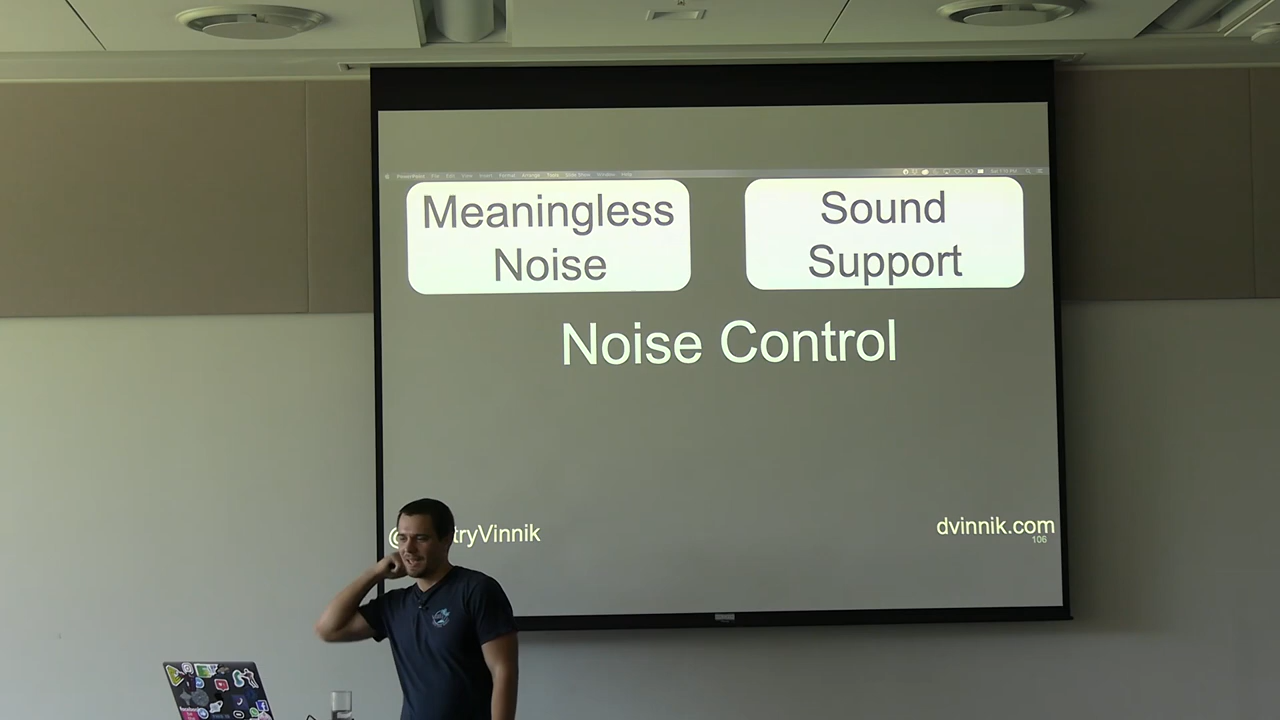 Meaningless
Noise
Sound
Support
Noise Control
tryVinnik
dvinnik.com
106